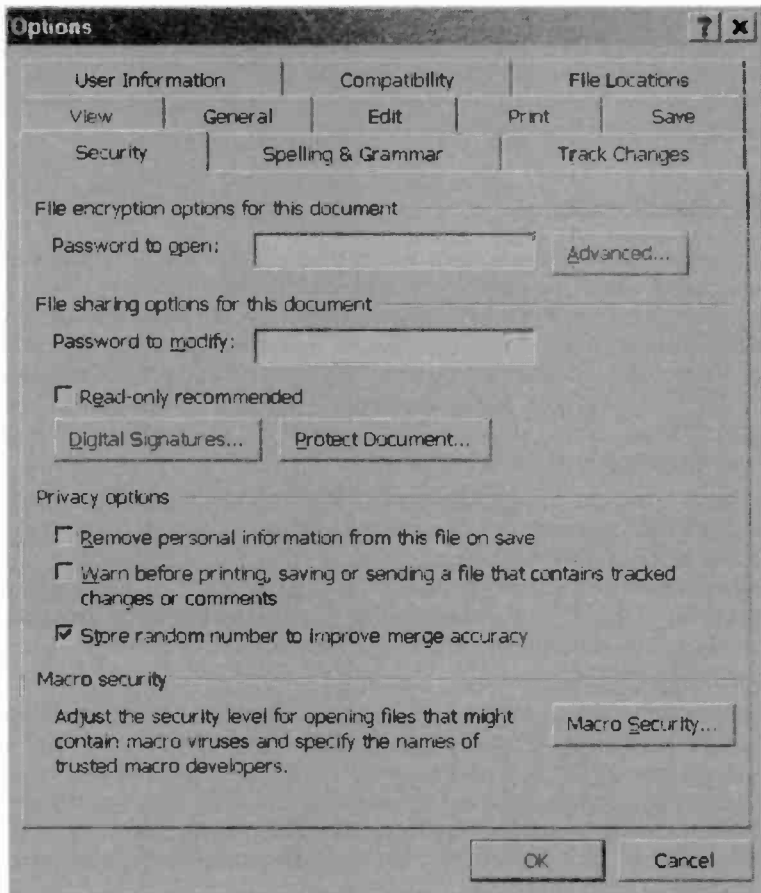 Options
User Information Compatibility File Locations
View General Edit Print Save
Security Spelling & Grammar Track Changes
File encryption options for this document
Password to open:
Advanced...
File sharing options for this document
Password to modify:
Read-only recommended
Digital Signatures... Protect Document...
Privacy options
Remove personal information from this file on save
Warn before printing, saving or sending a file that contains tracked
changes or comments
Store random number to improve merge accuracy
Macro security
Adjust the security level for opening files that might
contain macro viruses and specify the names of
trusted macro developers.
Macro Security...
OK Cancel